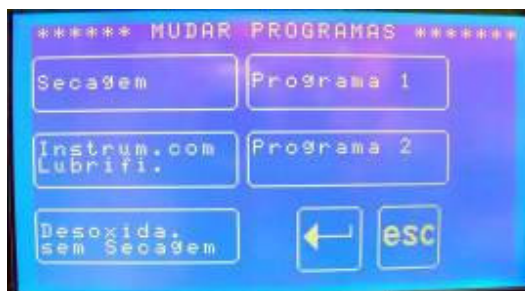 ****** MUDAR PROGRAMAS *******
Secagem
Programa 1
Instrum.com
Lubrifi.
Programa 2
Desoxida.
sem Secagem
esc